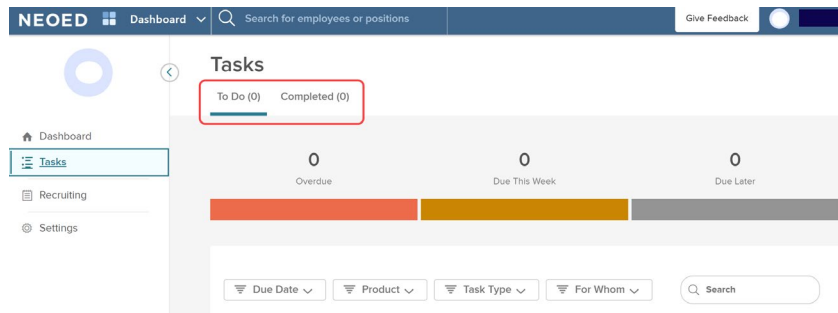 NEOED Dashboard Search for employees or positions Give Feedback
Tasks
To Do (0) Completed (0)
Dashboard
Tasks
Recruiting
Settings
0 0 0
Overdue Due This Week Due Later
Due Date Product Task Type For Whom Search